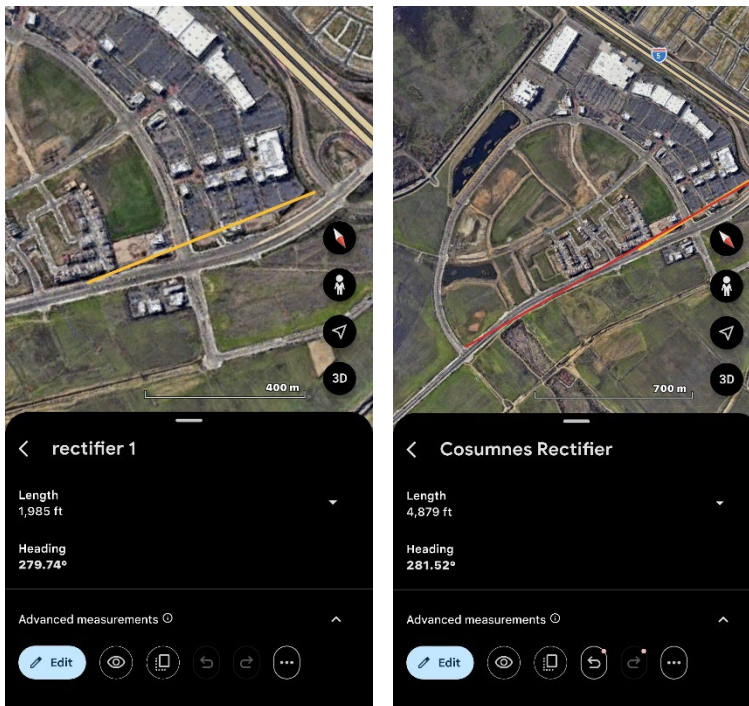 400 m
3D
rectifier 1
Length
1,985 ft
Heading
279.74°
Advanced measurements
Edit
5
700 m
3D
Cosumnes Rectifier
Length
4,879 ft
Heading
281.52°
Advanced measurements
Edit